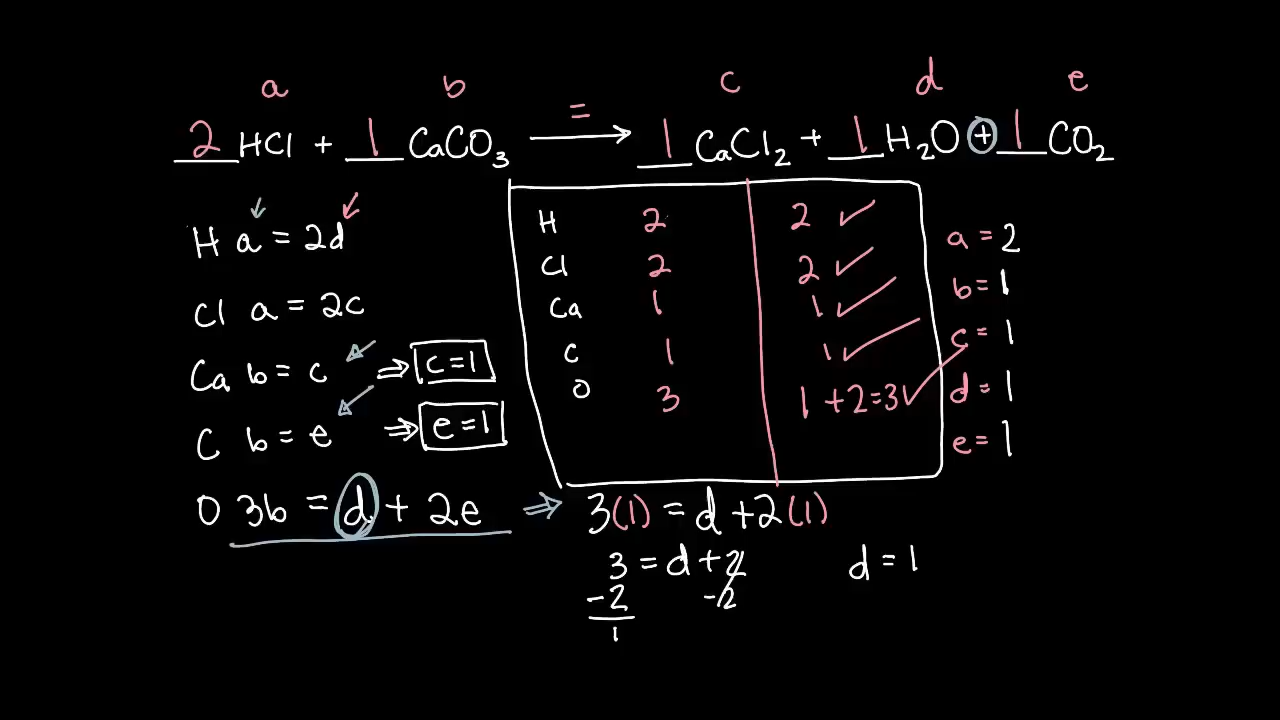 a b c d e
2 HCl + 1 CaCO₃ = → 1 CaCl₂ + 1 H₂O + 1 CO₂
H a = 2d
Cl a = 2c
Ca b = c ⇒ c=1
C b = e ⇒ e=1
O 3b = d + 2e ⇒ 3(1) = d+2(1)
H 2 2 ✓
Cl 2 2 ✓
Ca 1 1 ✓
C 1 1 ✓
O 3 1+2=3 ✓
a = 2
b = 1
c = 1
d = 1
e = 1
3 = d+2 d = 1
-2 -2
1